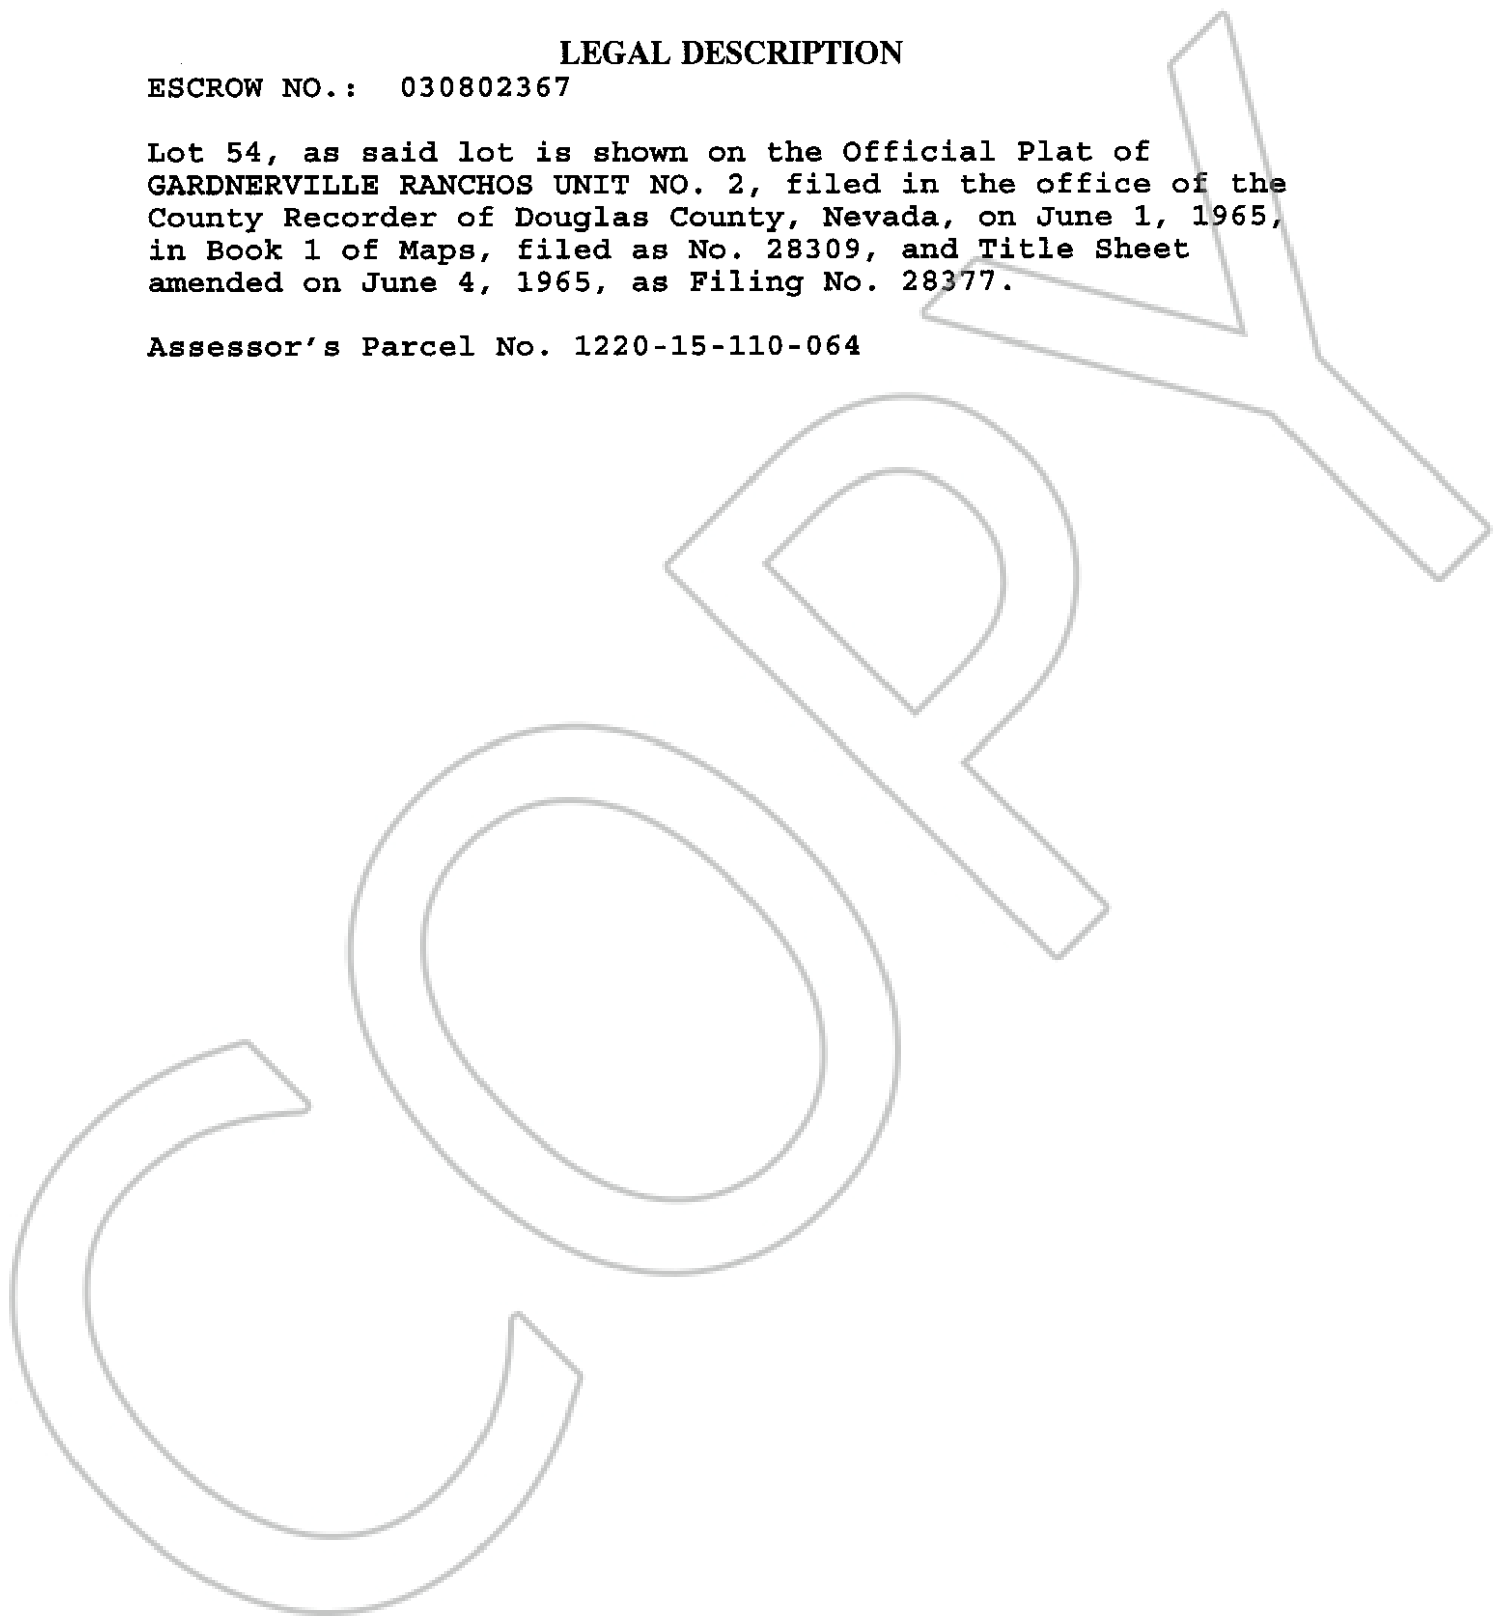 LEGAL DESCRIPTION
ESCROW NO.: 030802367
Lot 54, as said lot is shown on the Official Plat of
GARDNERVILLE RANCHOS UNIT NO. 2, filed in the office of the
County Recorder of Douglas County, Nevada, on June 1, 1965,
in Book 1 of Maps, filed as No. 28309, and Title Sheet
amended on June 4, 1965, as Filing No. 28377.
Assessor's Parcel No. 1220-15-110-064
COPY